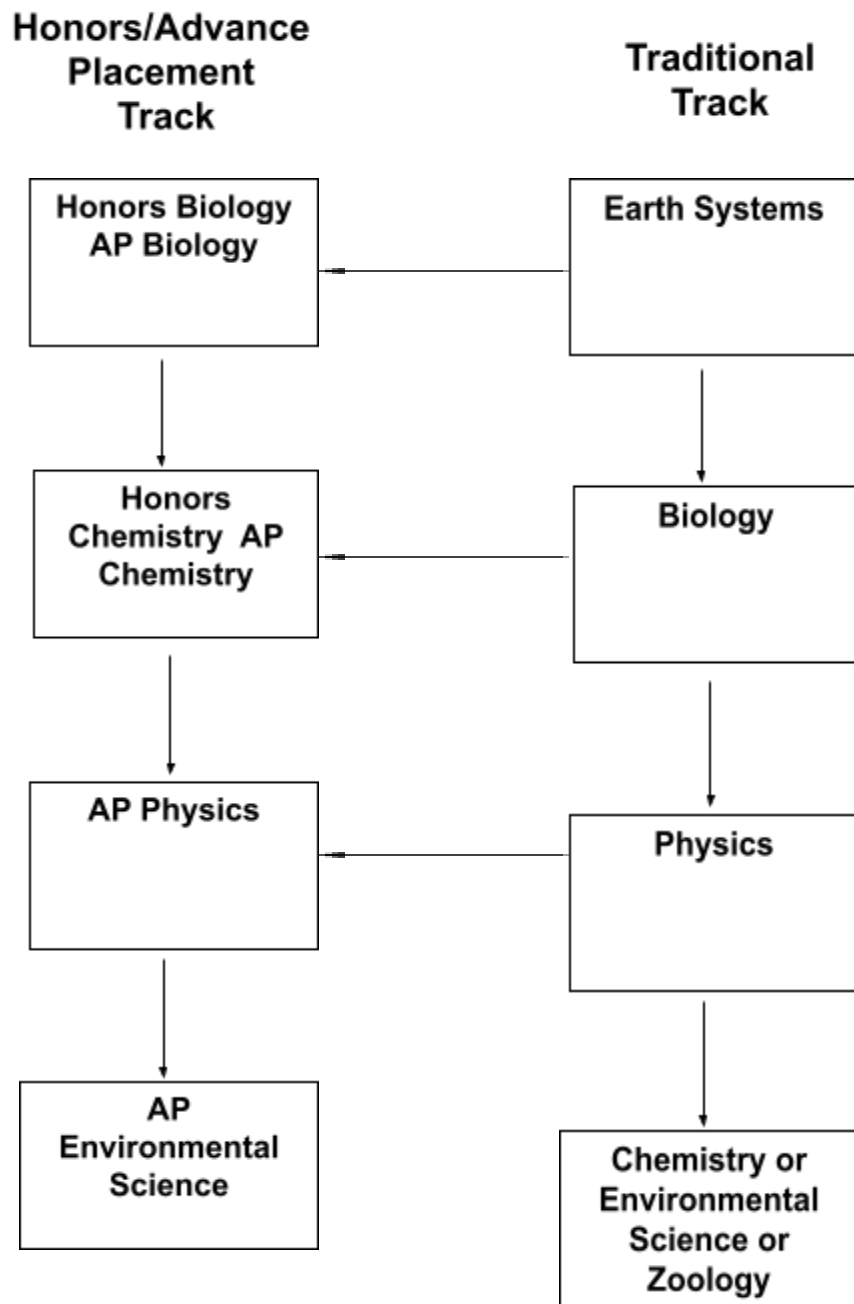 Honors/Advance
Placement
Track
Traditional
Track
Honors Biology
AP Biology
Earth Systems
Honors
Chemistry  AP
Chemistry
Biology
AP Physics
Physics
AP
Environmental
Science
Chemistry or
Environmental
Science or
Zoology